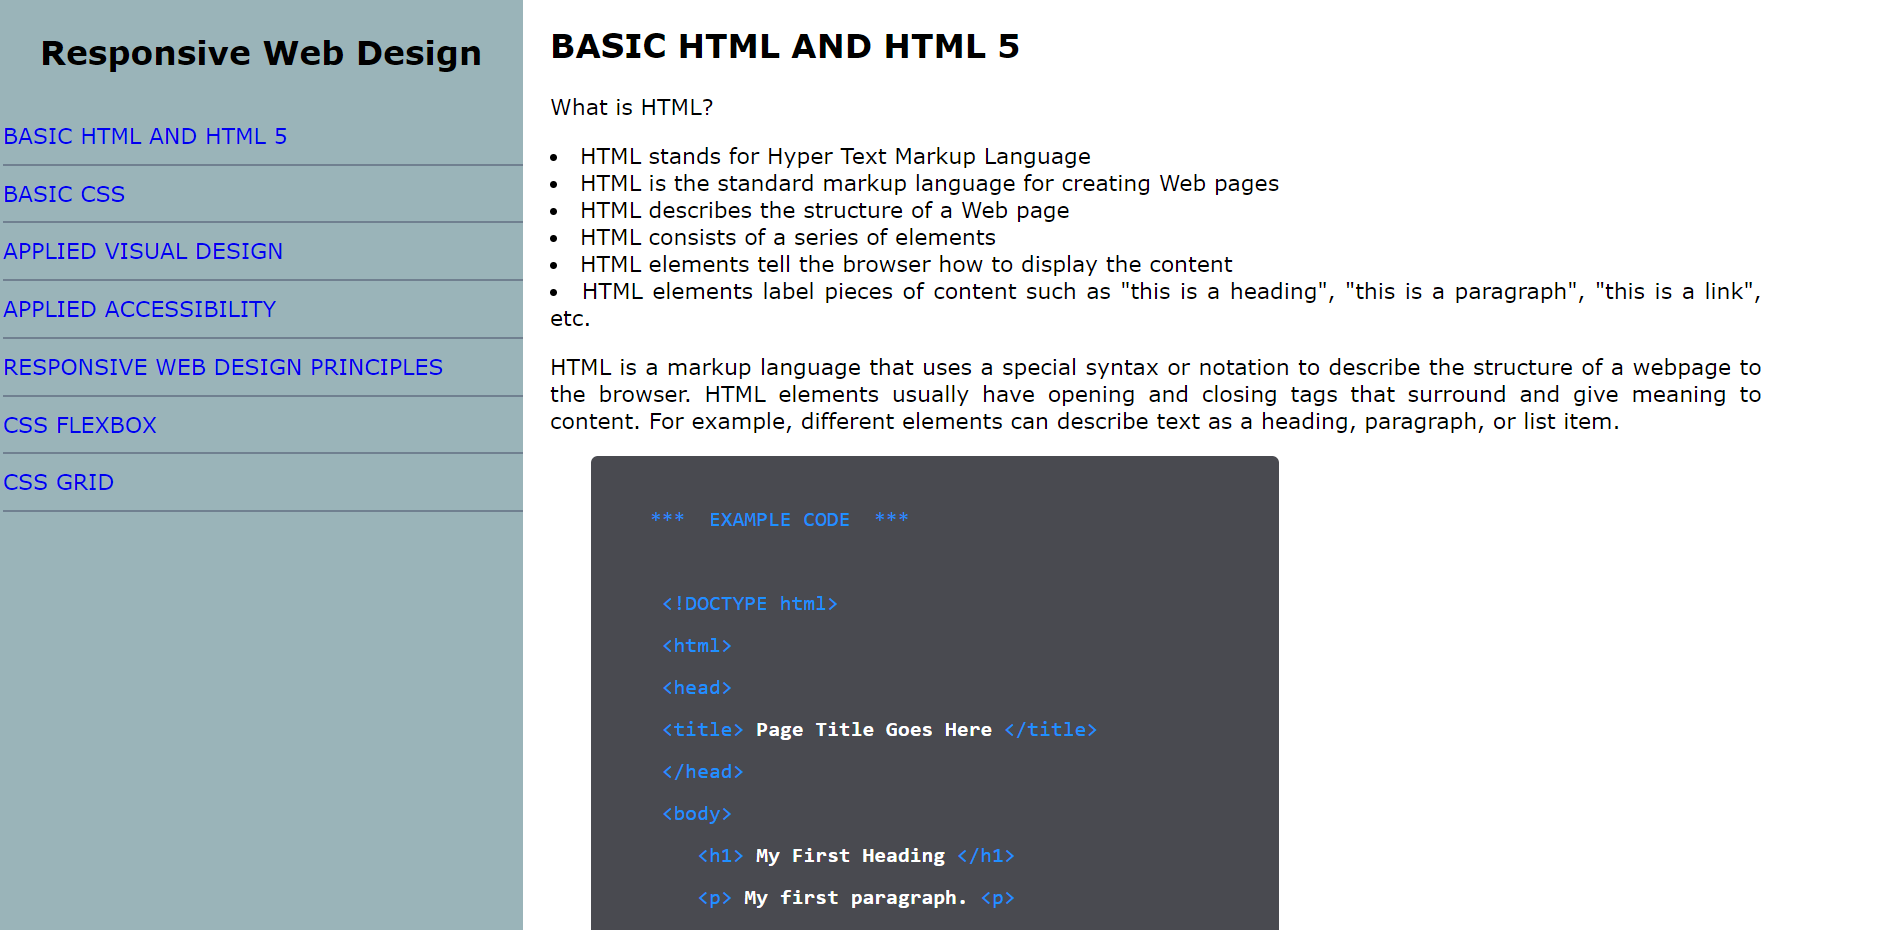 Responsive Web Design
BASIC HTML AND HTML 5
BASIC CSS
APPLIED VISUAL DESIGN
APPLIED ACCESSIBILITY
RESPONSIVE WEB DESIGN PRINCIPLES
CSS FLEXBOX
CSS GRID
BASIC HTML AND HTML 5
What is HTML?
• HTML stands for Hyper Text Markup Language
• HTML is the standard markup language for creating Web pages
• HTML describes the structure of a Web page
• HTML consists of a series of elements
• HTML elements tell the browser how to display the content
• HTML elements label pieces of content such as "this is a heading", "this is a paragraph", "this is a link",
etc.
HTML is a markup language that uses a special syntax or notation to describe the structure of a webpage to
the browser. HTML elements usually have opening and closing tags that surround and give meaning to
content. For example, different elements can describe text as a heading, paragraph, or list item.
*** EXAMPLE CODE ***
<!DOCTYPE html>
<html>
<head>
<title> Page Title Goes Here </title>
</head>
<body>
<h1> My First Heading </h1>
<p> My first paragraph. <p>